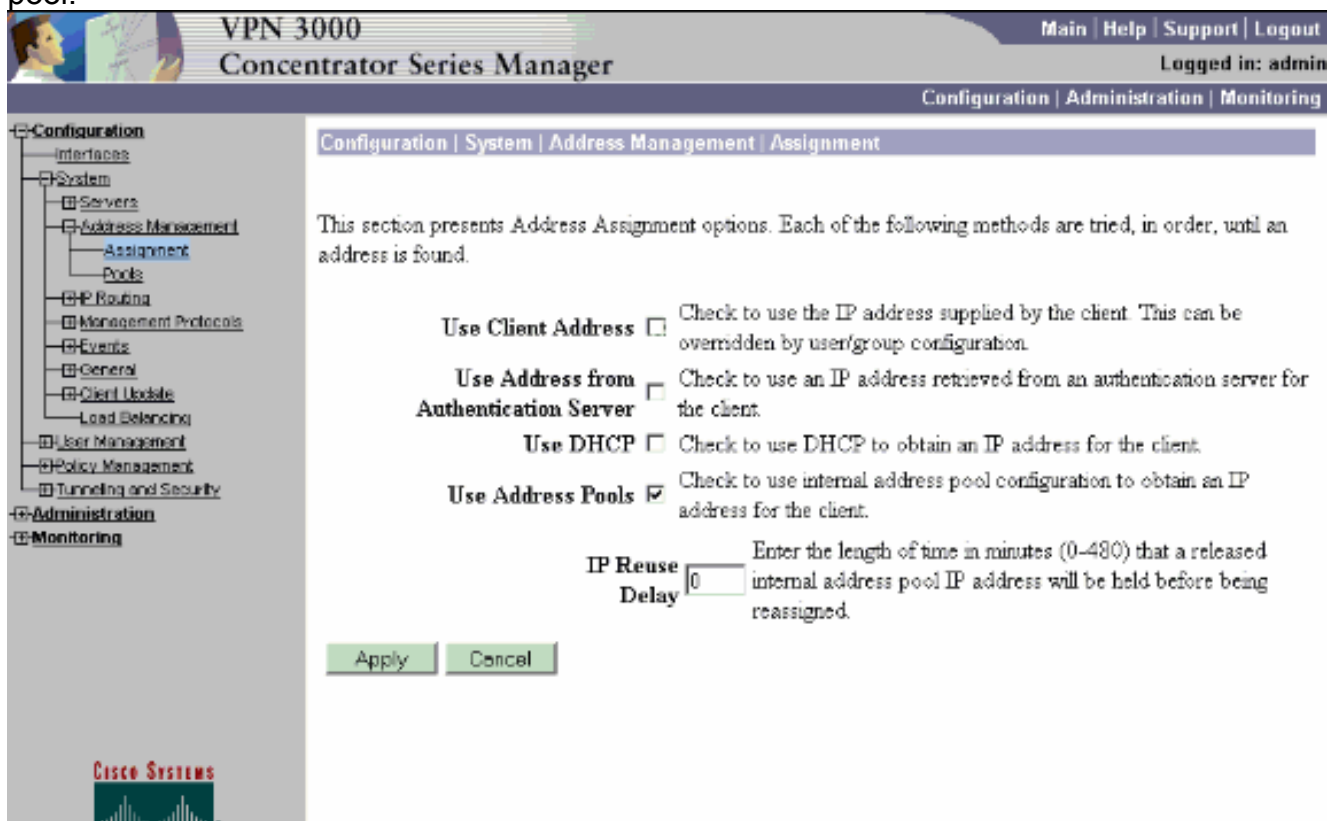 pool.
VPN 3000
Concentrator Series Manager
Main | Help | Support | Logout
Logged in: admin
Configuration | Administration | Monitoring
Configuration
Interfaces
System
Servers
Address Management
Assignment
Pools
IP Routing
Management Protocols
Events
General
Client Update
Load Balancing
User Management
Policy Management
Tunneling and Security
Administration
Monitoring
Configuration | System | Address Management | Assignment
This section presents Address Assignment options. Each of the following methods are tried, in order, until an
address is found.
Use Client Address
Check to use the IP address supplied by the client. This can be
overridden by user/group configuration.
Use Address from
Authentication Server
Check to use an IP address retrieved from an authentication server for
the client.
Use DHCP
Check to use DHCP to obtain an IP address for the client.
Use Address Pools
Check to use internal address pool configuration to obtain an IP
address for the client.
IP Reuse
Delay
0
Enter the length of time in minutes (0-480) that a released
internal address pool IP address will be held before being
reassigned.
Apply
Cancel
CISCO SYSTEMS